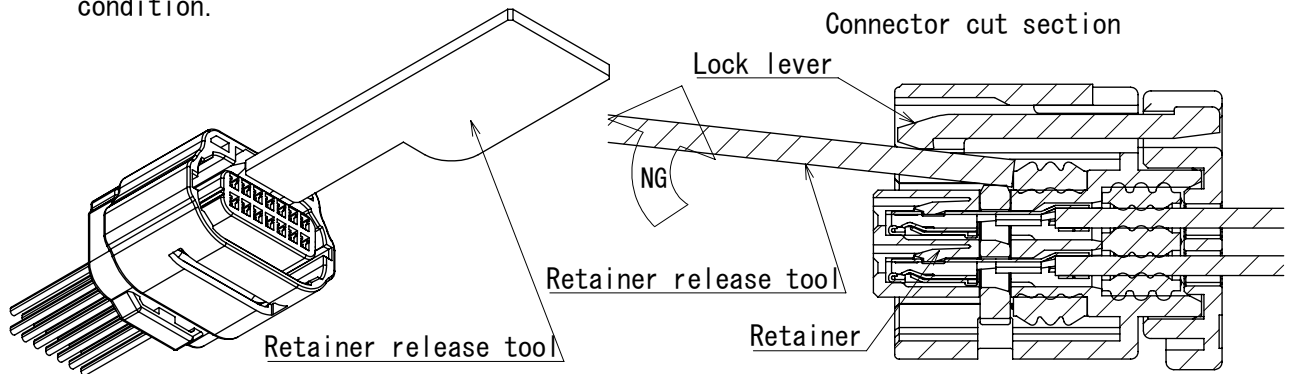 condition.
Connector cut section
Lock lever
NG
Retainer release tool
Retainer
Retainer release tool